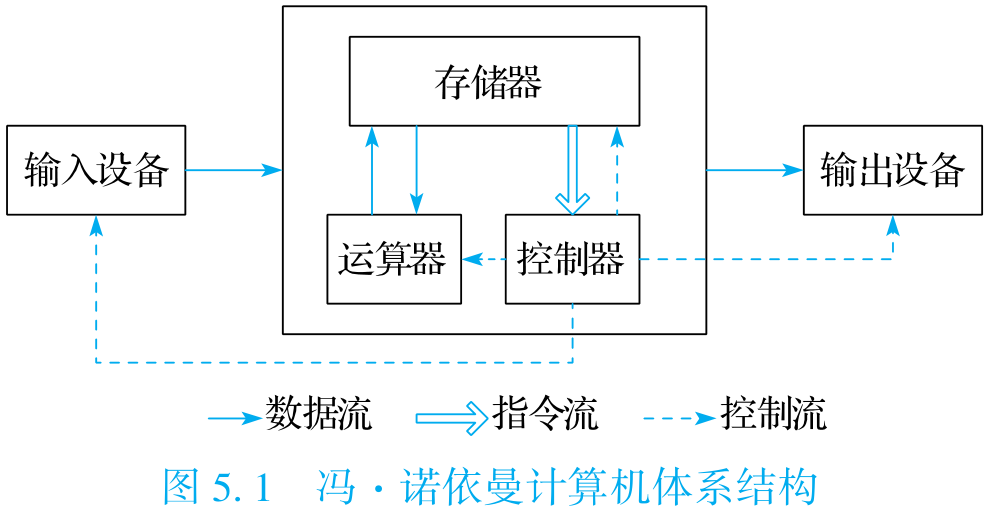 存储器
输入设备
输出设备
运算器
控制器
数据流
指令流
控制流
图 5.1 冯·诺依曼计算机体系结构